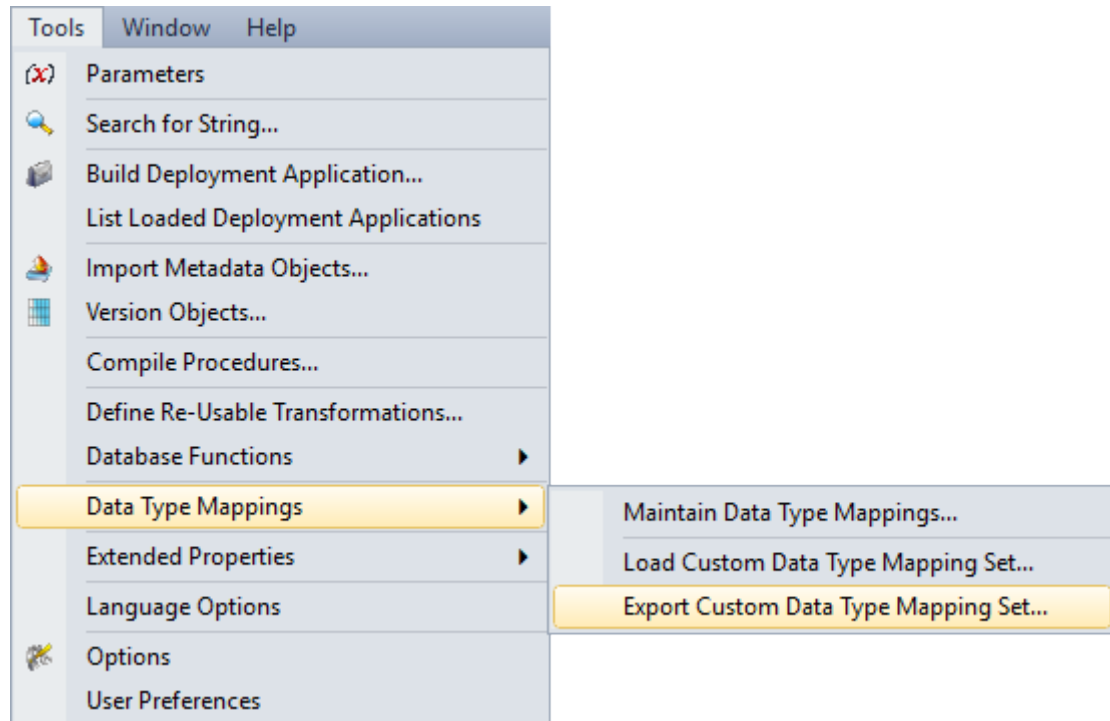 Tools Window Help
(x) Parameters
Search for String...
Build Deployment Application...
List Loaded Deployment Applications
Import Metadata Objects...
Version Objects...
Compile Procedures...
Define Re-Usable Transformations...
Database Functions
Data Type Mappings
Maintain Data Type Mappings...
Extended Properties
Load Custom Data Type Mapping Set...
Language Options
Export Custom Data Type Mapping Set...
Options
User Preferences